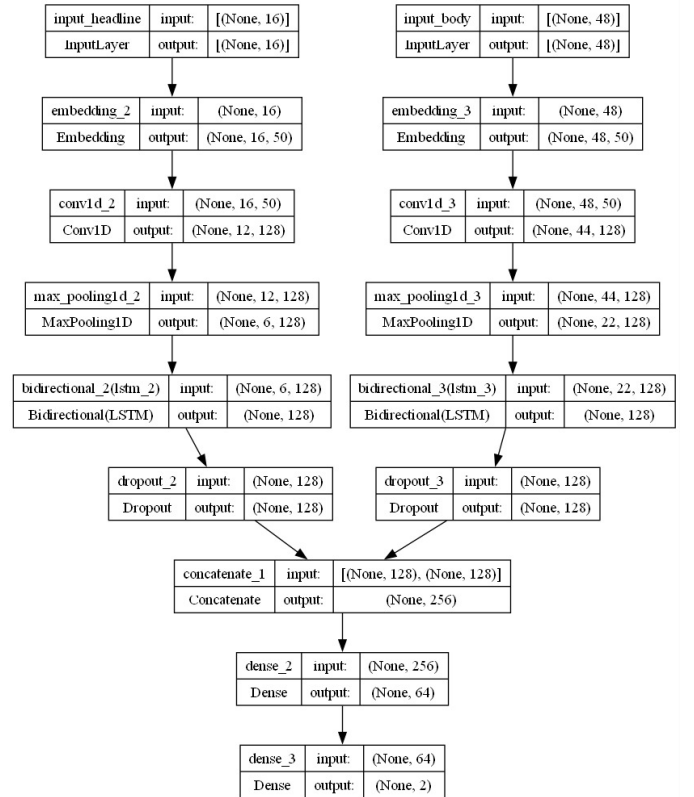 input_headline input: [(None, 16)]
InputLayer output: [(None, 16)]
input_body input: [(None, 48)]
InputLayer output: [(None, 48)]
embedding_2 input: (None, 16)
Embedding output: (None, 16, 50)
embedding_3 input: (None, 48)
Embedding output: (None, 48, 50)
conv1d_2 input: (None, 16, 50)
Conv1D output: (None, 12, 128)
conv1d_3 input: (None, 48, 50)
Conv1D output: (None, 44, 128)
max_pooling1d_2 input: (None, 12, 128)
MaxPooling1D output: (None, 6, 128)
max_pooling1d_3 input: (None, 44, 128)
MaxPooling1D output: (None, 22, 128)
bidirectional_2(lstm_2) input: (None, 6, 128)
Bidirectional(LSTM) output: (None, 128)
bidirectional_3(lstm_3) input: (None, 22, 128)
Bidirectional(LSTM) output: (None, 128)
dropout_2 input: (None, 128)
Dropout output: (None, 128)
dropout_3 input: (None, 128)
Dropout output: (None, 128)
concatenate_1 input: [(None, 128), (None, 128)]
Concatenate output: (None, 256)
dense_2 input: (None, 256)
Dense output: (None, 64)
dense_3 input: (None, 64)
Dense output: (None, 2)